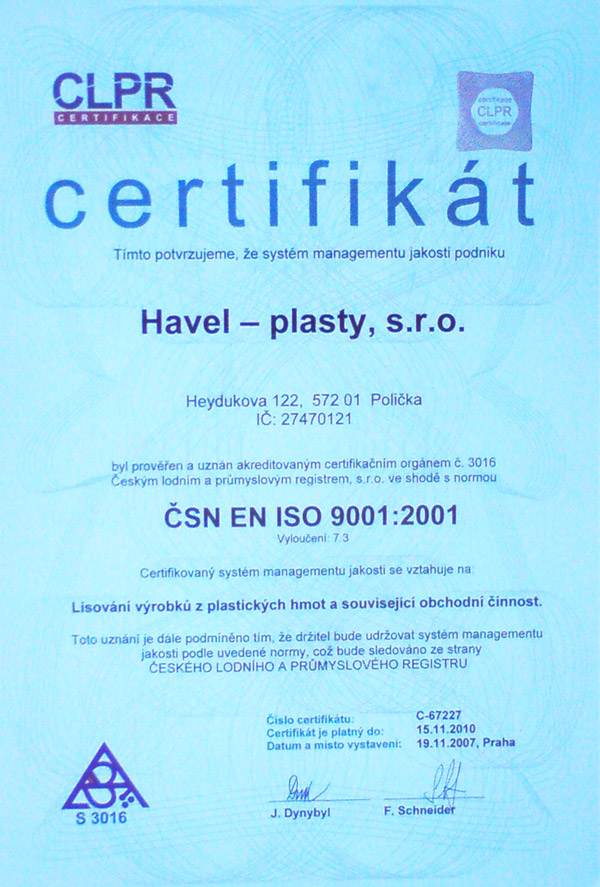 CLPR
CERTIFIKACE
certifikace
CLPR
certificate
certifikát
Tímto potvrzujeme, že systém managementu jakosti podniku
Havel – plasty, s.r.o.
Heydukova 122, 572 01 Polička
IČ: 27470121
byl prověřen a uznán akreditovaným certifikačním orgánem č. 3016
Českým lodním a průmyslovým registrem, s.r.o. ve shodě s normou
ČSN EN ISO 9001:2001
Vyloučení: 7.3
Certifikovaný systém managementu jakosti se vztahuje na:
Lisování výrobků z plastických hmot a související obchodní činnost.
Toto uznání je dále podmíněno tím, že držitel bude udržovat systém managementu
jakosti podle uvedené normy, což bude sledováno ze strany
ČESKÉHO LODNÍHO A PRŮMYSLOVÉHO REGISTRU
Číslo certifikátu: C-67227
Certifikát je platný do: 15.11.2010
Datum a místo vystavení: 19.11.2007, Praha
S 3016
J. Dynybyl
F. Schneider